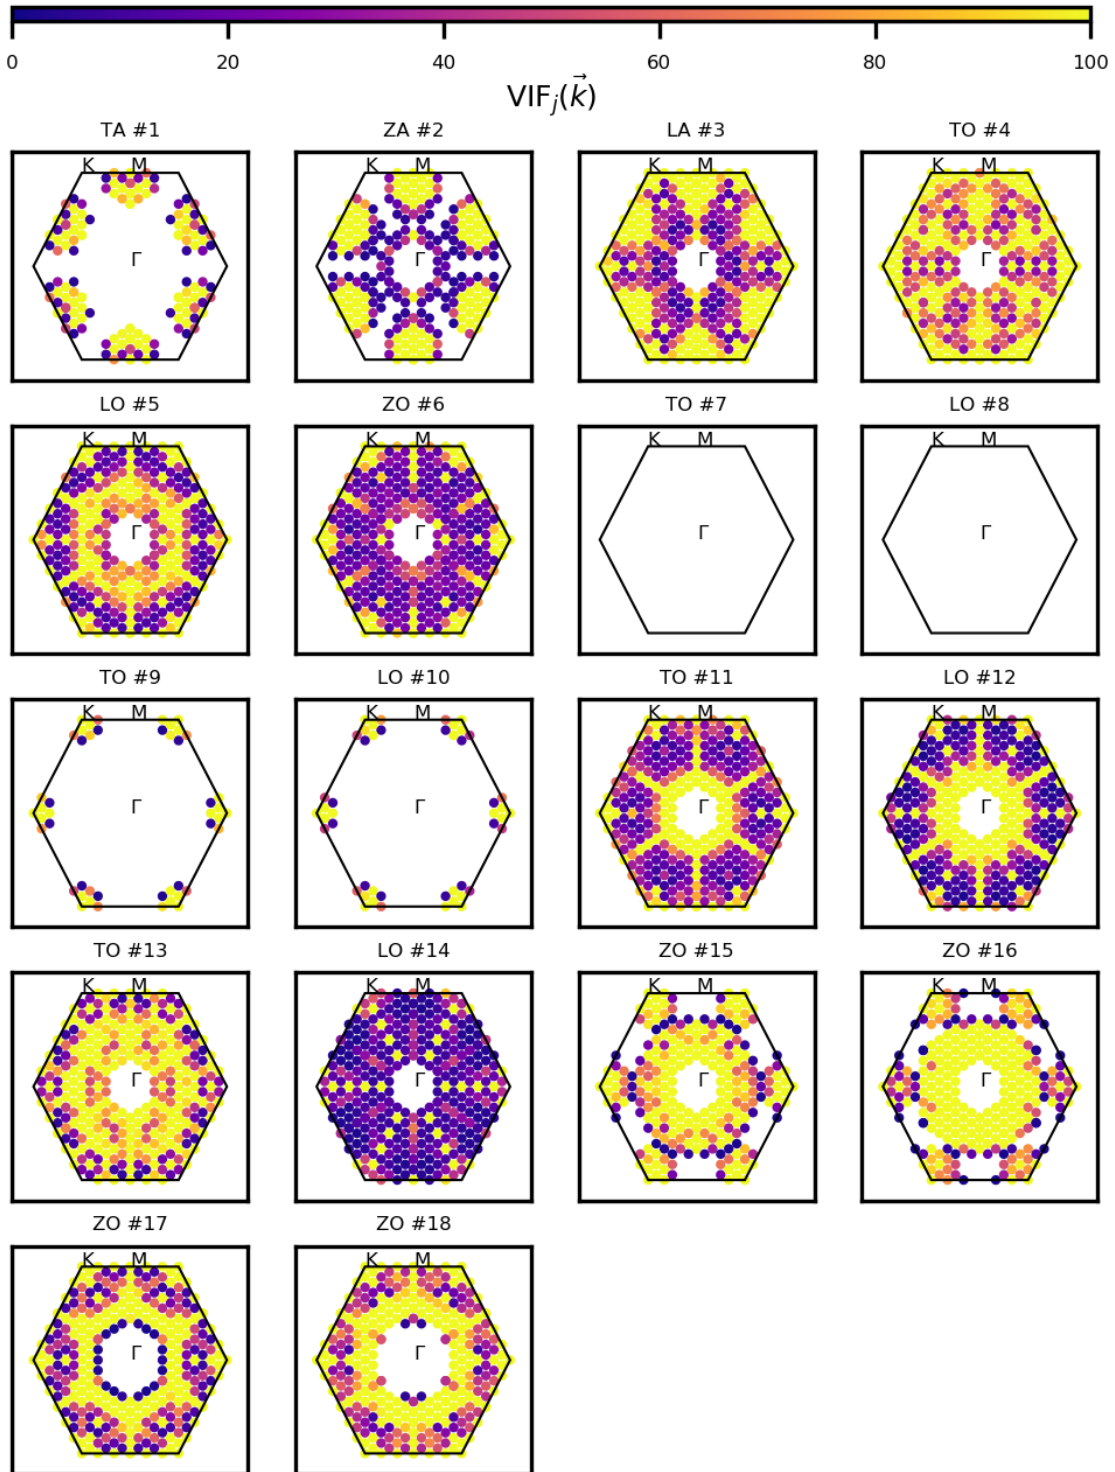 0 20 40 60 80 100
VIF_j(k⃗)
TA #1 ZA #2 LA #3 TO #4
K M K M K M K M
Γ Γ Γ Γ
LO #5 ZO #6 TO #7 LO #8
K M K M K M K M
Γ Γ Γ Γ
TO #9 LO #10 TO #11 LO #12
K M K M K M K M
Γ Γ Γ Γ
TO #13 LO #14 ZO #15 ZO #16
K M K M K M K M
Γ Γ Γ Γ
ZO #17 ZO #18
K M K M
Γ Γ